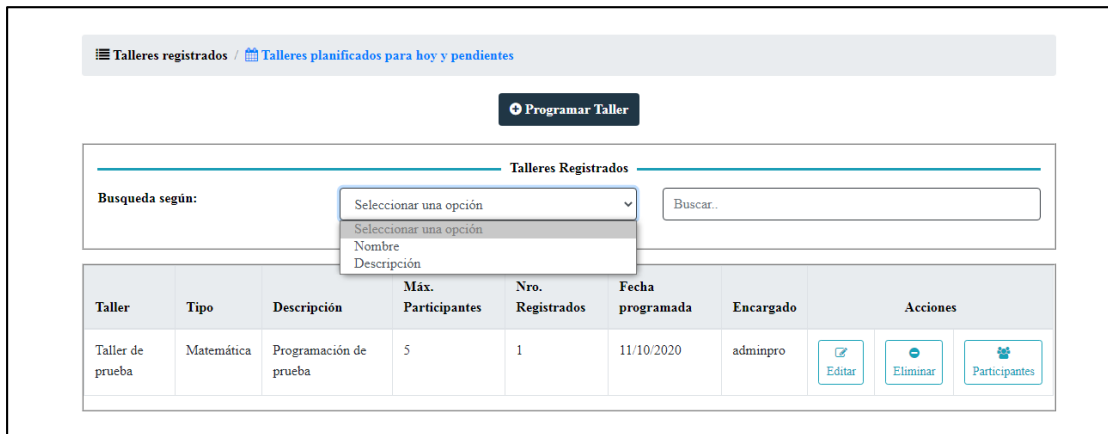 Talleres registrados / Talleres planificados para hoy y pendientes
Programar Taller
Talleres Registrados
Busqueda según:
Seleccionar una opción
Buscar..
Seleccionar una opción
Nombre
Descripción
Taller Tipo Descripción Máx. Participantes Nro. Registrados Fecha programada Encargado Acciones
Taller de prueba Matemática Programación de prueba 5 1 11/10/2020 adminpro Editar Eliminar Participantes